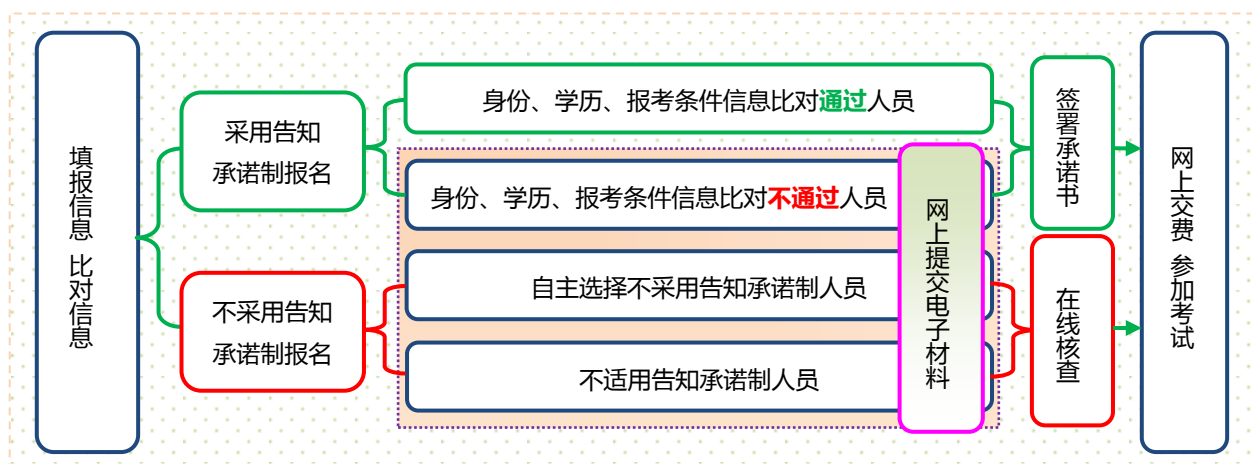 填报信息 比对信息
采用告知
承诺制报名
不采用告知
承诺制报名
身份、学历、报考条件信息比对通过人员
身份、学历、报考条件信息比对不通过人员
自主选择不采用告知承诺制人员
不适用告知承诺制人员
网上提交电子材料
签署承诺书
在线核查
网上交费 参加考试